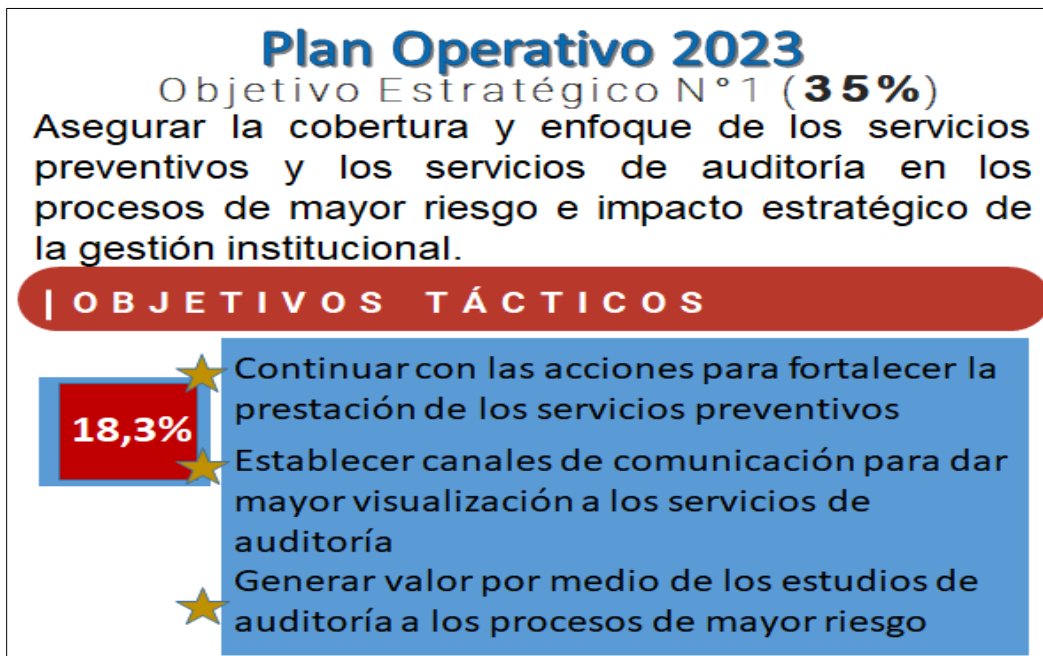 Plan Operativo 2023
Objetivo Estratégico N°1 (35%)
Asegurar la cobertura y enfoque de los servicios
preventivos y los servicios de auditoría en los
procesos de mayor riesgo e impacto estratégico de
la gestión institucional.
| OBJETIVOS TÁCTICOS
18,3%
Continuar con las acciones para fortalecer la
prestación de los servicios preventivos
Establecer canales de comunicación para dar
mayor visualización a los servicios de
auditoría
Generar valor por medio de los estudios de
auditoría a los procesos de mayor riesgo